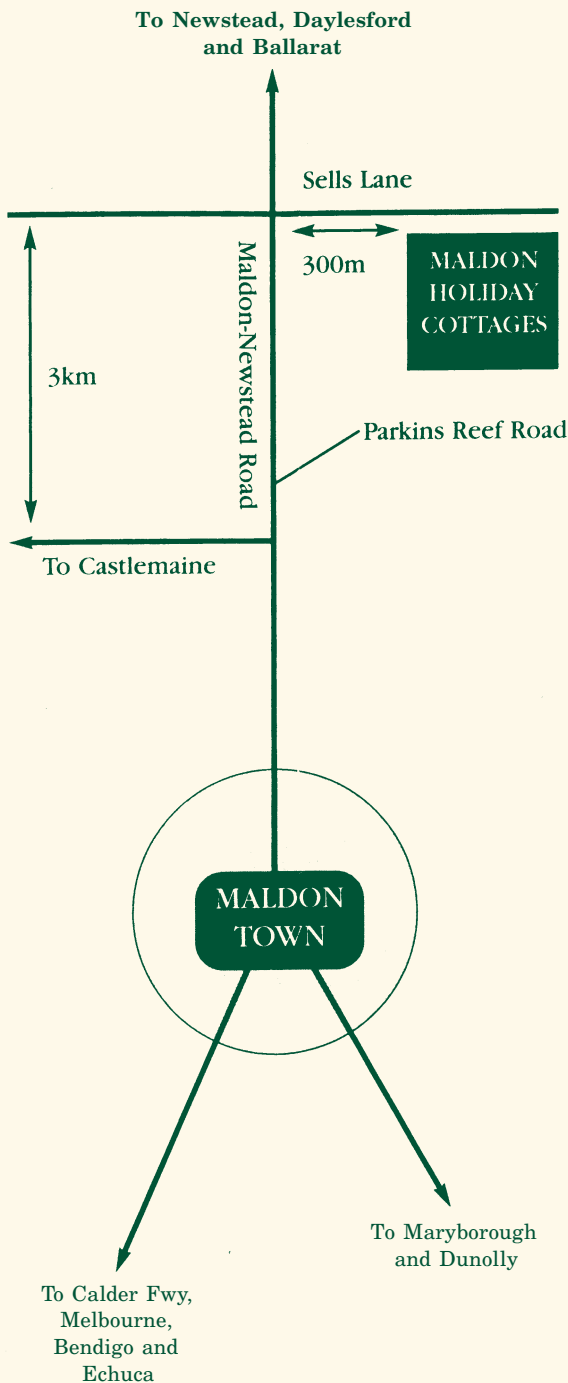 To Newstead, Daylesford
and Ballarat
Sells Lane
300m
MALDON
HOLIDAY
COTTAGES
Maldon-Newstead Road
3km
Parkins Reef Road
To Castlemaine
MALDON
TOWN
To Maryborough
and Dunolly
To Calder Fwy,
Melbourne,
Bendigo and
Echuca